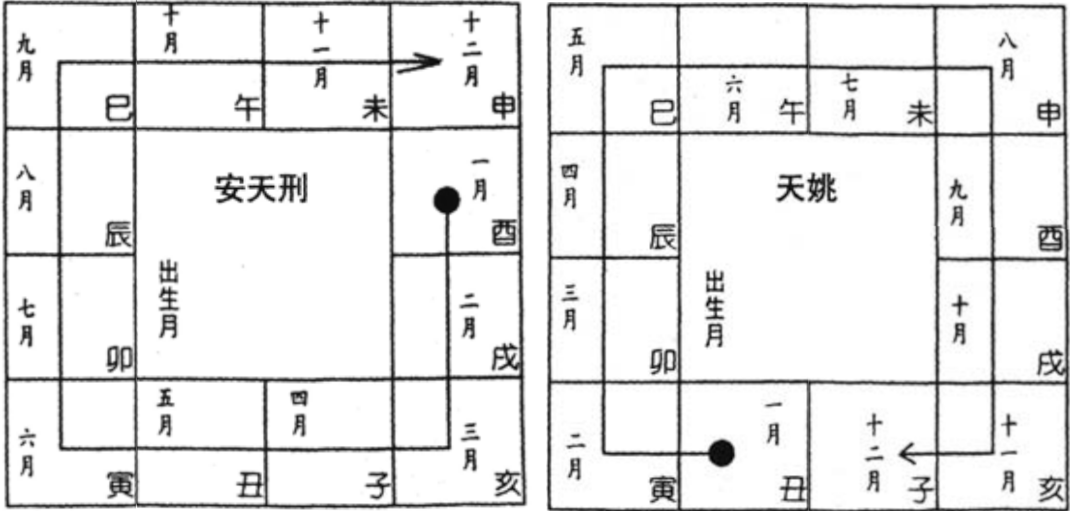 九月
巳
十月
午
十一月
未
十二月
申
八月
辰
安天刑
出生月
一月
酉
七月
卯
二月
戌
六月
寅
五月
丑
四月
子
三月
亥
五月
巳
六月
午
七月
未
八月
申
四月
辰
天姚
出生月
九月
酉
三月
卯
十月
戌
二月
寅
一月
丑
十二月
子
十一月
亥